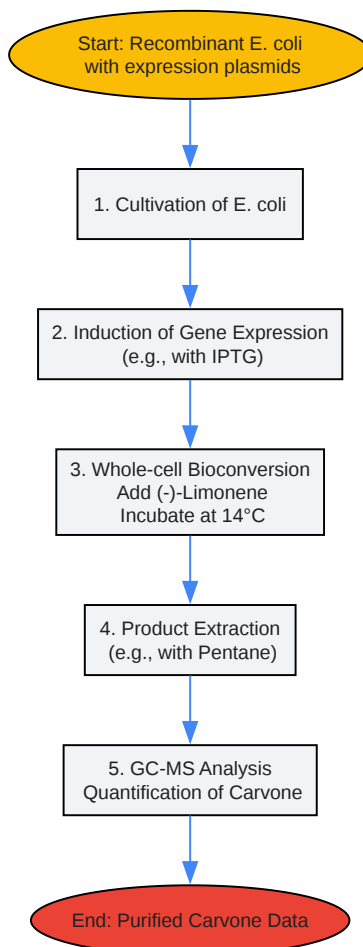 Start: Recombinant E. coli
with expression plasmids
1. Cultivation of E. coli
2. Induction of Gene Expression
(e.g., with IPTG)
3. Whole-cell Bioconversion
Add (-)-Limonene
Incubate at 14°C
4. Product Extraction
(e.g., with Pentane)
5. GC-MS Analysis
Quantification of Carvone
End: Purified Carvone Data